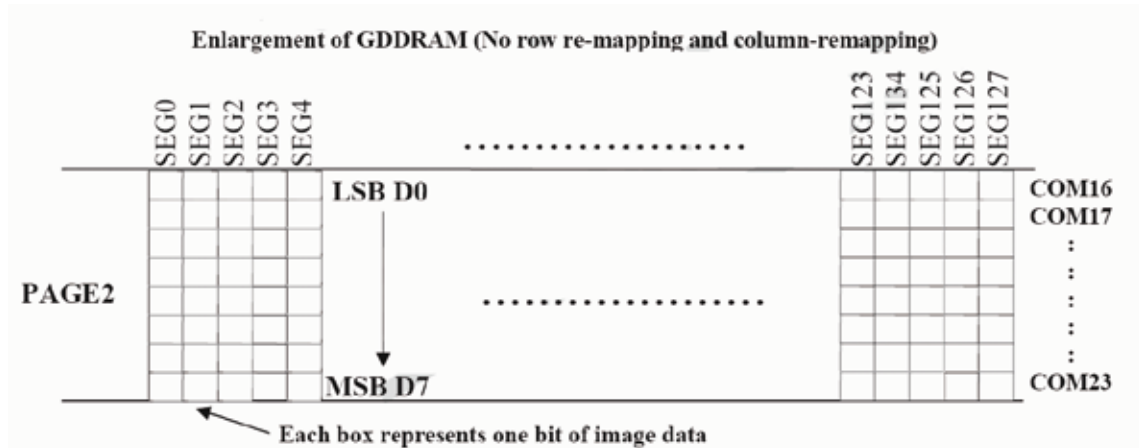 Enlargement of GDDRAM (No row re-mapping and column-remapping)
SEG0
SEG1
SEG2
SEG3
SEG4
....................
SEG123
SEG134
SEG125
SEG126
SEG127
LSB D0
COM16
COM17
:
:
PAGE2
....................
:
:
:
MSB D7
COM23
Each box represents one bit of image data